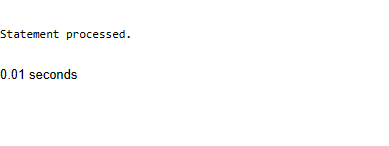 Statement processed.
0.01 seconds